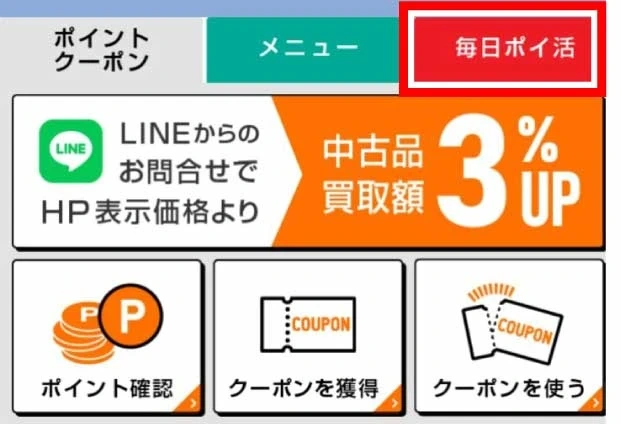 ポイント
クーポン
メニュー
毎日ポイ活
LINE
LINEからの
お問合せで
HP表示価格より
中古品
買取額
3%UP
P
P
ポイント確認
COUPON
クーポンを獲得
COUPON
クーポンを使う